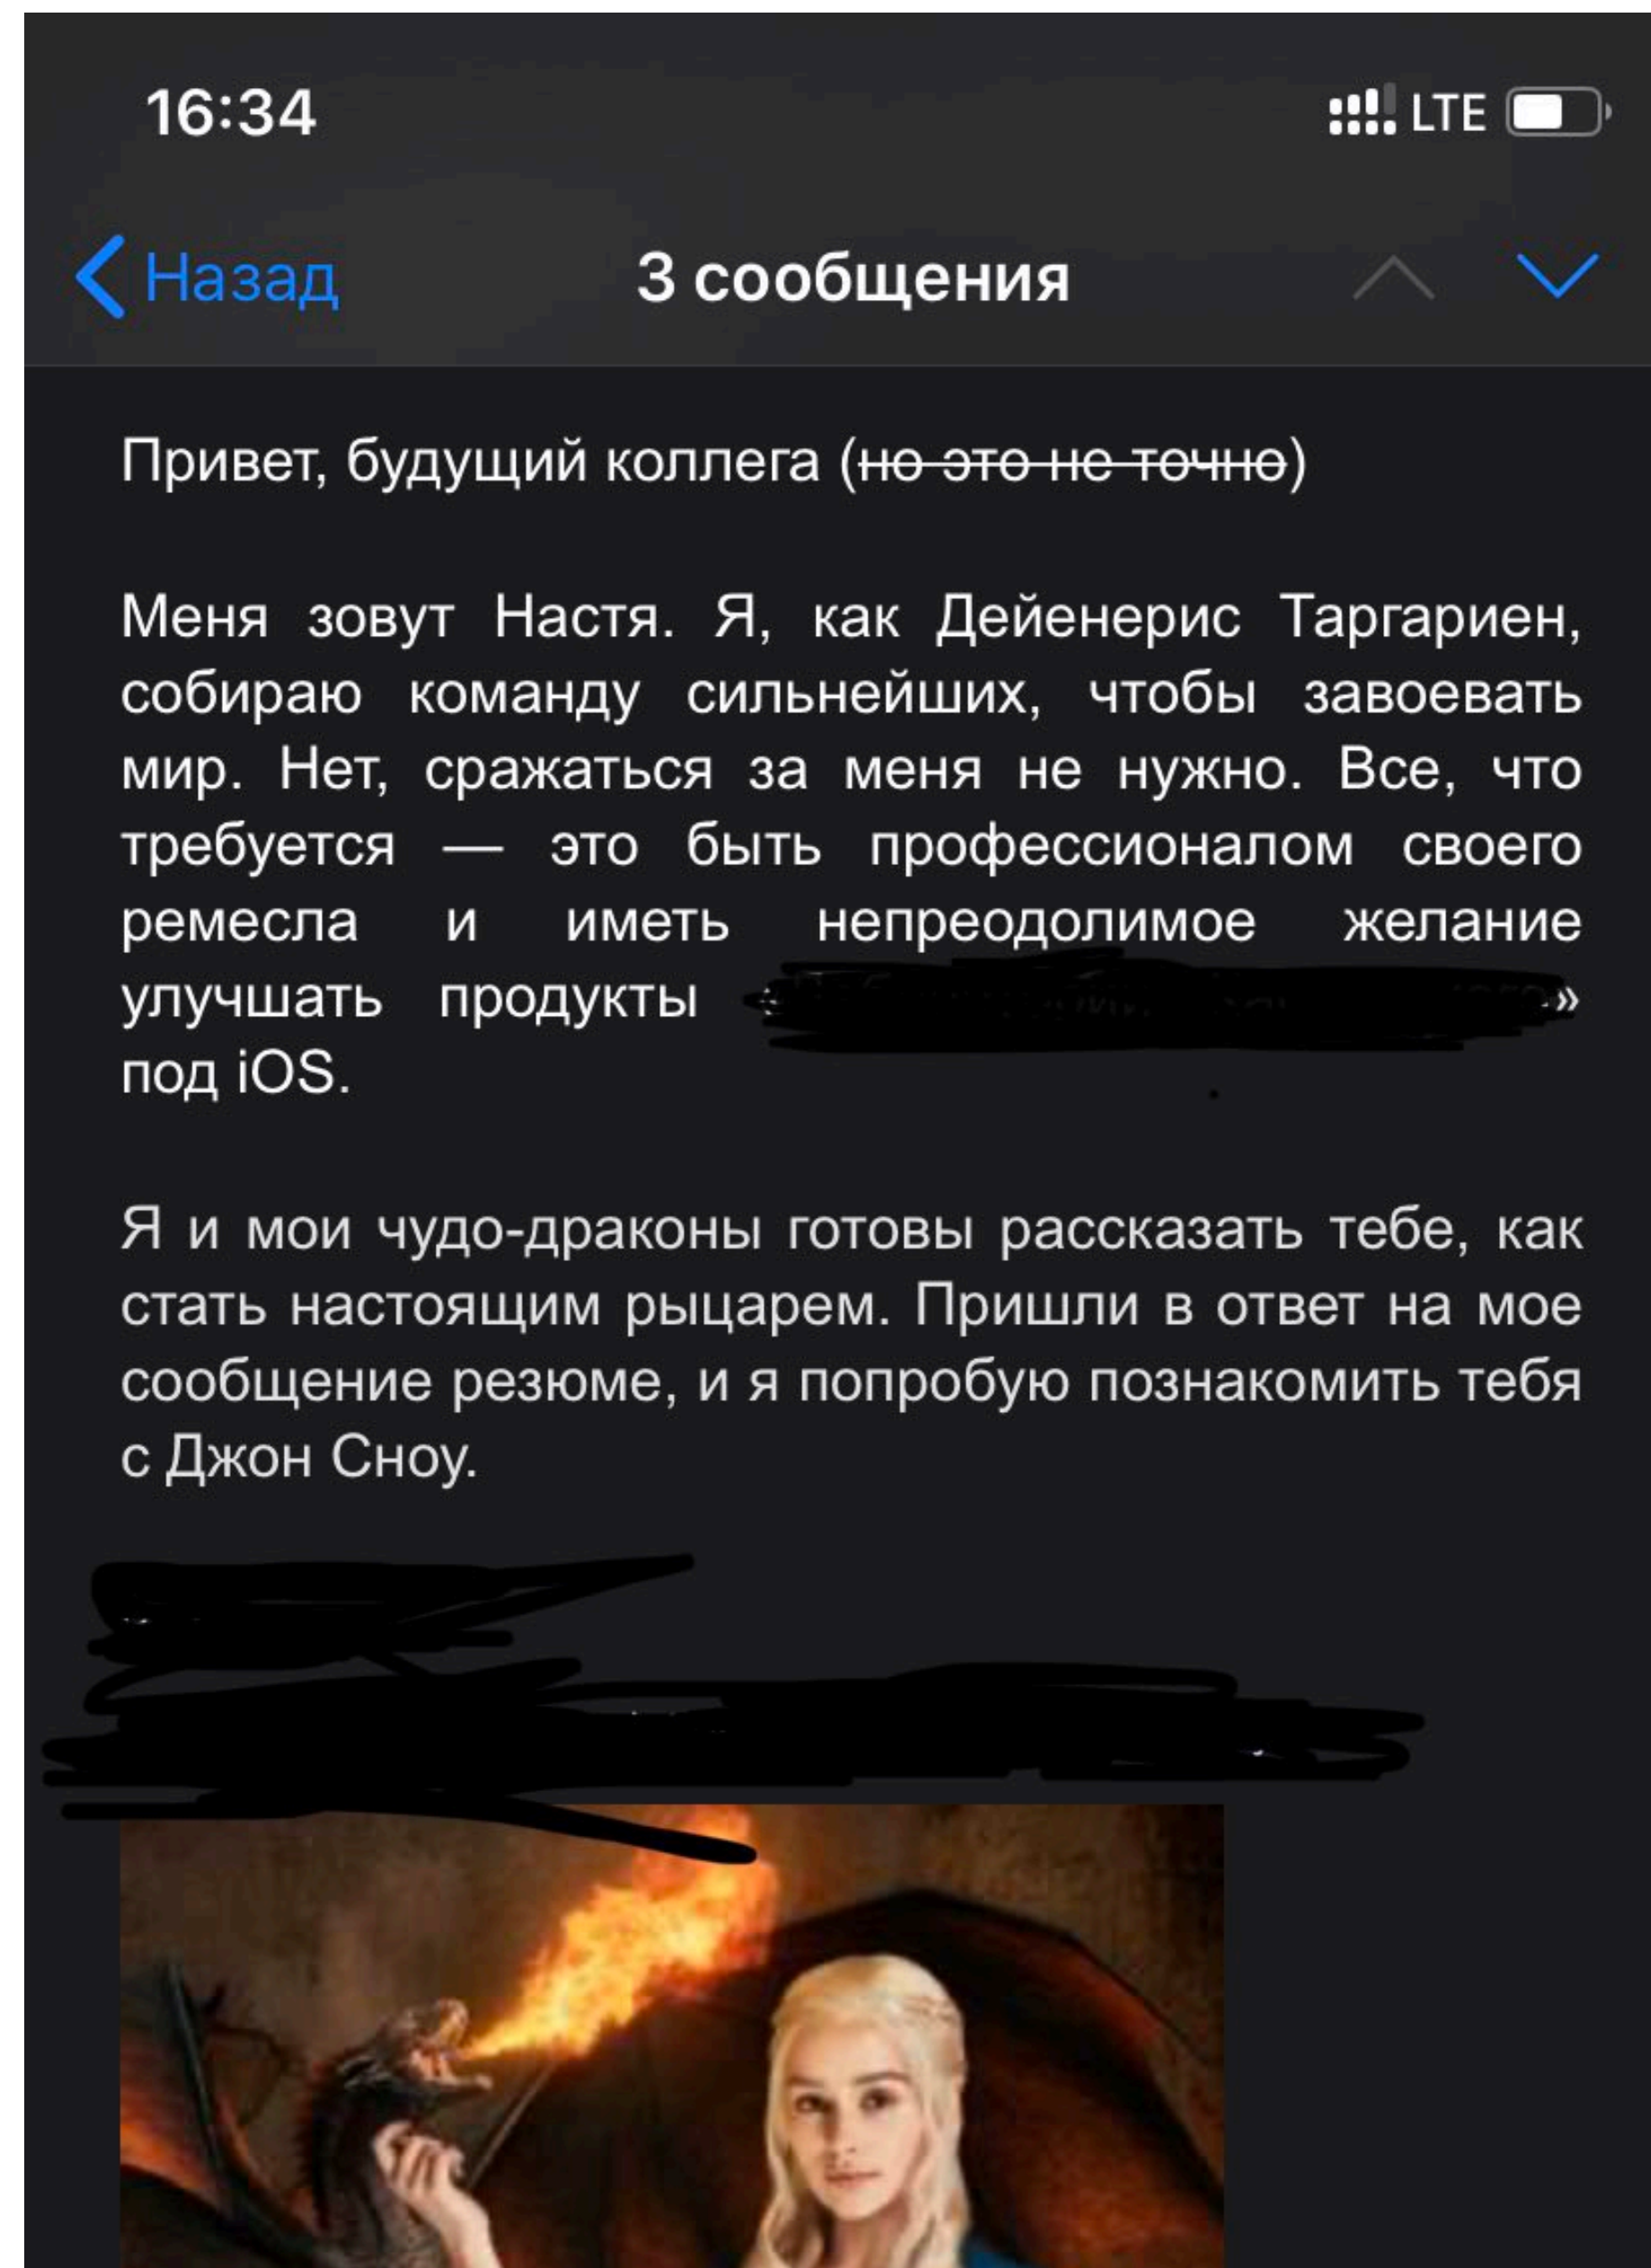 16:34
LTE
Назад
3 сообщения
Привет, будущий коллега (но это не точно)
Меня зовут Настя. Я, как Дейенерис Таргариен,
собираю команду сильнейших, чтобы завоевать
мир. Нет, сражаться за меня не нужно. Все, что
требуется — это быть профессионалом своего
ремесла и иметь непреодолимое желание
улучшать продукты »
под iOS.
Я и мои чудо-драконы готовы рассказать тебе, как
стать настоящим рыцарем. Пришли в ответ на мое
сообщение резюме, и я попробую познакомить тебя
с Джон Сноу.